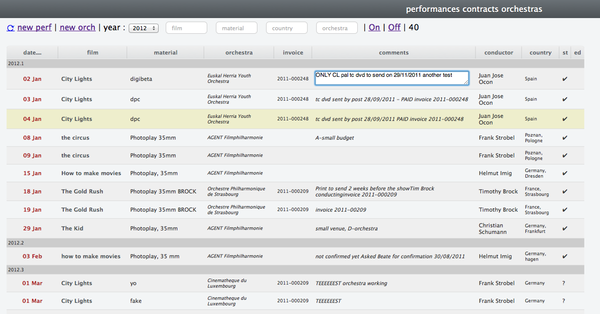 performances contracts orchestras
new perf | new orch | year : 2012 film material country orchestra | On | Off | 40
date... film material orchestra invoice comments conductor country st ed
2012.1
02 Jan City Lights digibeta Euskal Herria Youth Orchestra 2011-000248 ONLY CL pal tc dvd to send on 29/11/2011 another test Juan Jose Ocon Spain ✔
03 Jan City Lights dpc Euskal Herria Youth Orchestra 2011-000248 tc dvd sent by post 28/09/2011 - PAID invoice 2011-000248 Juan Jose Ocon Spain ✔
04 Jan City Lights dpc Euskal Herria Youth Orchestra 2011-000248 tc dvd sent by post 28/09/2011 PAID invoice 2011-000248 Juan Jose Ocon Spain ✔
08 Jan the circus Photoplay 35mm AGENT Filmphilharmonie A-small budget Frank Strobel Poznan, Pologne ✔
09 Jan the circus Photoplay 35mm AGENT Filmphilharmonie Frank Strobel Poznan, Pologne ✔
15 Jan How to make movies Photoplay, 35mm AGENT Filmphilharmonie Helmut Imig Germany, Dresden ✔
18 Jan The Gold Rush Photoplay 35mm BROCK Orchestre Philharmonique de Strasbourg 2011-000209 Print to send 2 weeks before the showTim Brock conductinginvoice 2011-00209 Timothy Brock France, Strasbourg ✔
19 Jan The Gold Rush Photoplay 35mm BROCK Orchestre Philharmonique de Strasbourg 2011-000209 invoice 2011-00209 Timothy Brock France, Strasbourg ✔
29 Jan The Kid Photoplay, 35mm AGENT Filmphilharmonie small venue, D-orchestra Christian Schumann Germany, Frankfurt ✔
2012.2
03 Feb how to make movies Photoplay, 35 mm AGENT Filmphilharmonie not confirmed yet Asked Beate for confirmation 30/08/2011 Helmut Imig Germany, hagen ✔
2012.3
01 Mar City Lights yo Cinematheque du Luxembourg 2011-000209 TEEEEEEST orchestra working Frank Strobel Germany ?
01 Mar City Lights fake Cinematheque du Luxembourg 2011-000209 TEEEEEEST Frank Strobel Germany ?